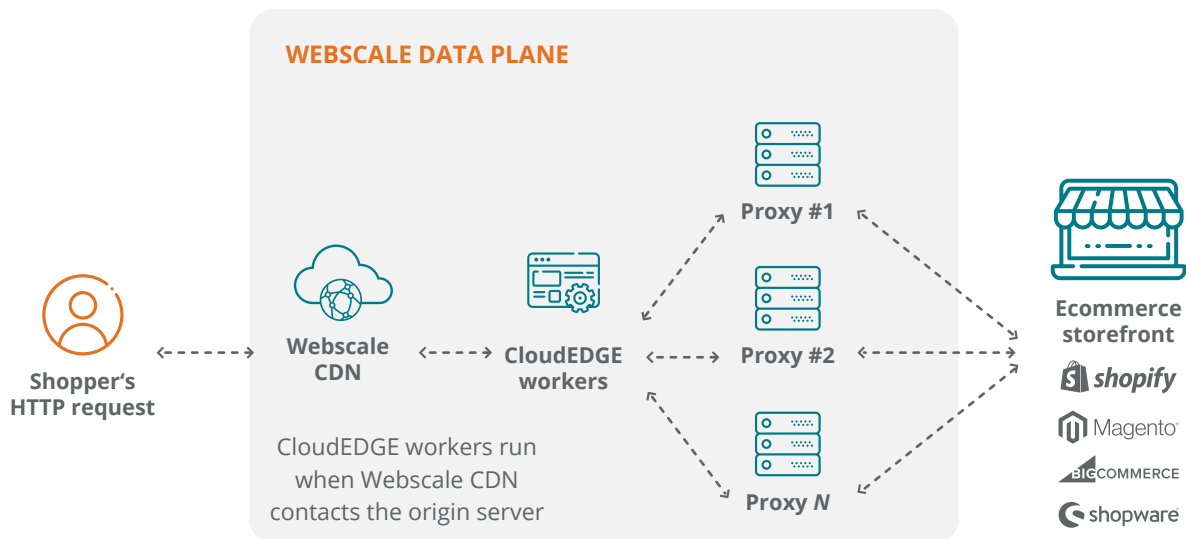 WEBSCALE DATA PLANE
Shopper‘s
HTTP request
Webscale
CDN
CloudEDGE
workers
CloudEDGE workers run
when Webscale CDN
contacts the origin server
Proxy #1
Proxy #2
Proxy N
Ecommerce
storefront
shopify
Magento®
BIGCOMMERCE
shopware